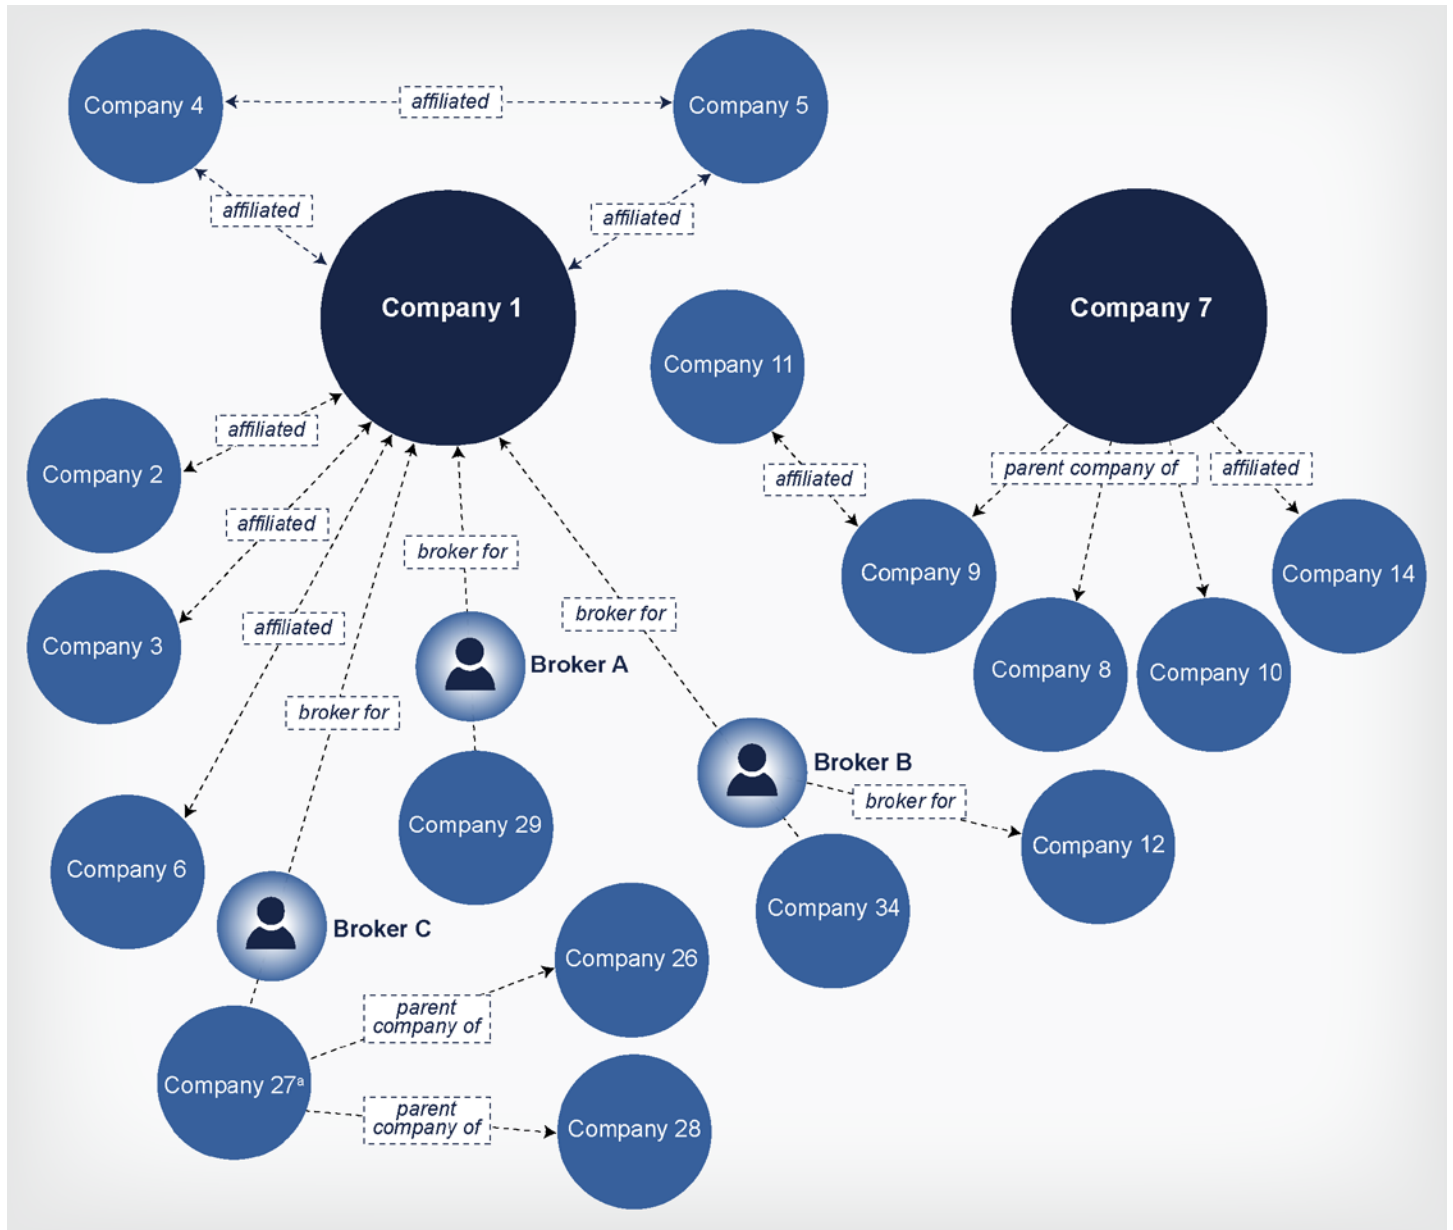 Company 4
affiliated
Company 5
affiliated
affiliated
Company 1
Company 7
Company 11
affiliated
Company 2
parent company of
affiliated
affiliated
affiliated
broker for
Company 9
Company 14
broker for
affiliated
Company 3
Broker A
Company 8
Company 10
broker for
Broker B
broker for
Company 29
Company 12
Company 6
Company 34
Broker C
Company 26
parent
company of
Company 27ª
parent
company of
Company 28